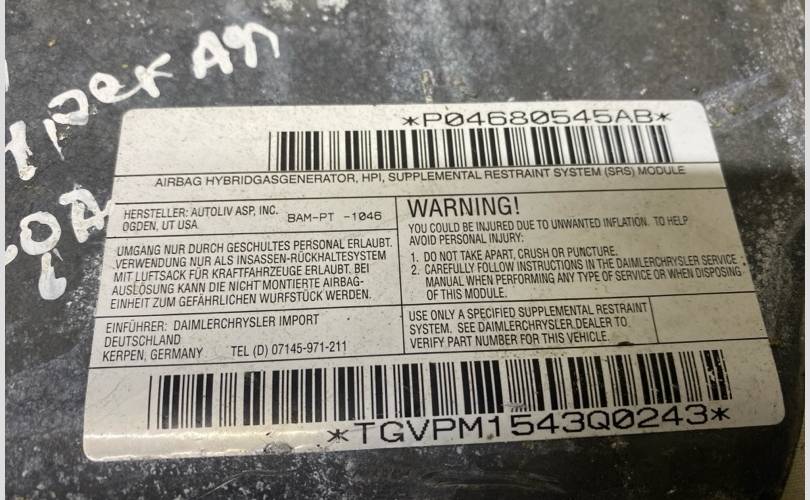 *P04680545AB*
AIRBAG HYBRIDGASGENERATOR, HPI, SUPPLEMENTAL RESTRAINT SYSTEM (SRS) MODULE
HERSTELLER: AUTOLIV ASP, INC.
OGDEN, UT USA
BAM-PT -1046
UMGANG NUR DURCH GESCHULTES PERSONAL ERLAUBT.
VERWENDUNG NUR ALS INSASSEN-RÜCKHALTESYSTEM
MIT LUFTSACK FÜR KRAFTFAHRZEUGE ERLAUBT. BEI
AUSLÖSUNG KANN DIE NICHT MONTIERTE AIRBAG-
EINHEIT ZUM GEFÄHRLICHEN WURFSTÜCK WERDEN.
EINFÜHRER: DAIMLERCHRYSLER IMPORT
DEUTSCHLAND
KERPEN, GERMANY TEL (D) 07145-971-211
WARNING!
YOU COULD BE INJURED DUE TO UNWANTED INFLATION. TO HELP
AVOID PERSONAL INJURY:
1. DO NOT TAKE APART, CRUSH OR PUNCTURE.
2. CAREFULLY FOLLOW INSTRUCTIONS IN THE DAIMLERCHRYSLER SERVICE
MANUAL WHEN PERFORMING ANY TYPE OF SERVICE OR WHEN DISPOSING
OF THIS MODULE.
USE ONLY A SPECIFIED SUPPLEMENTAL RESTRAINT
SYSTEM. SEE DAIMLERCHRYSLER DEALER TO
VERIFY PART NUMBER FOR THIS VEHICLE.
*TGVPM1543Q0243*